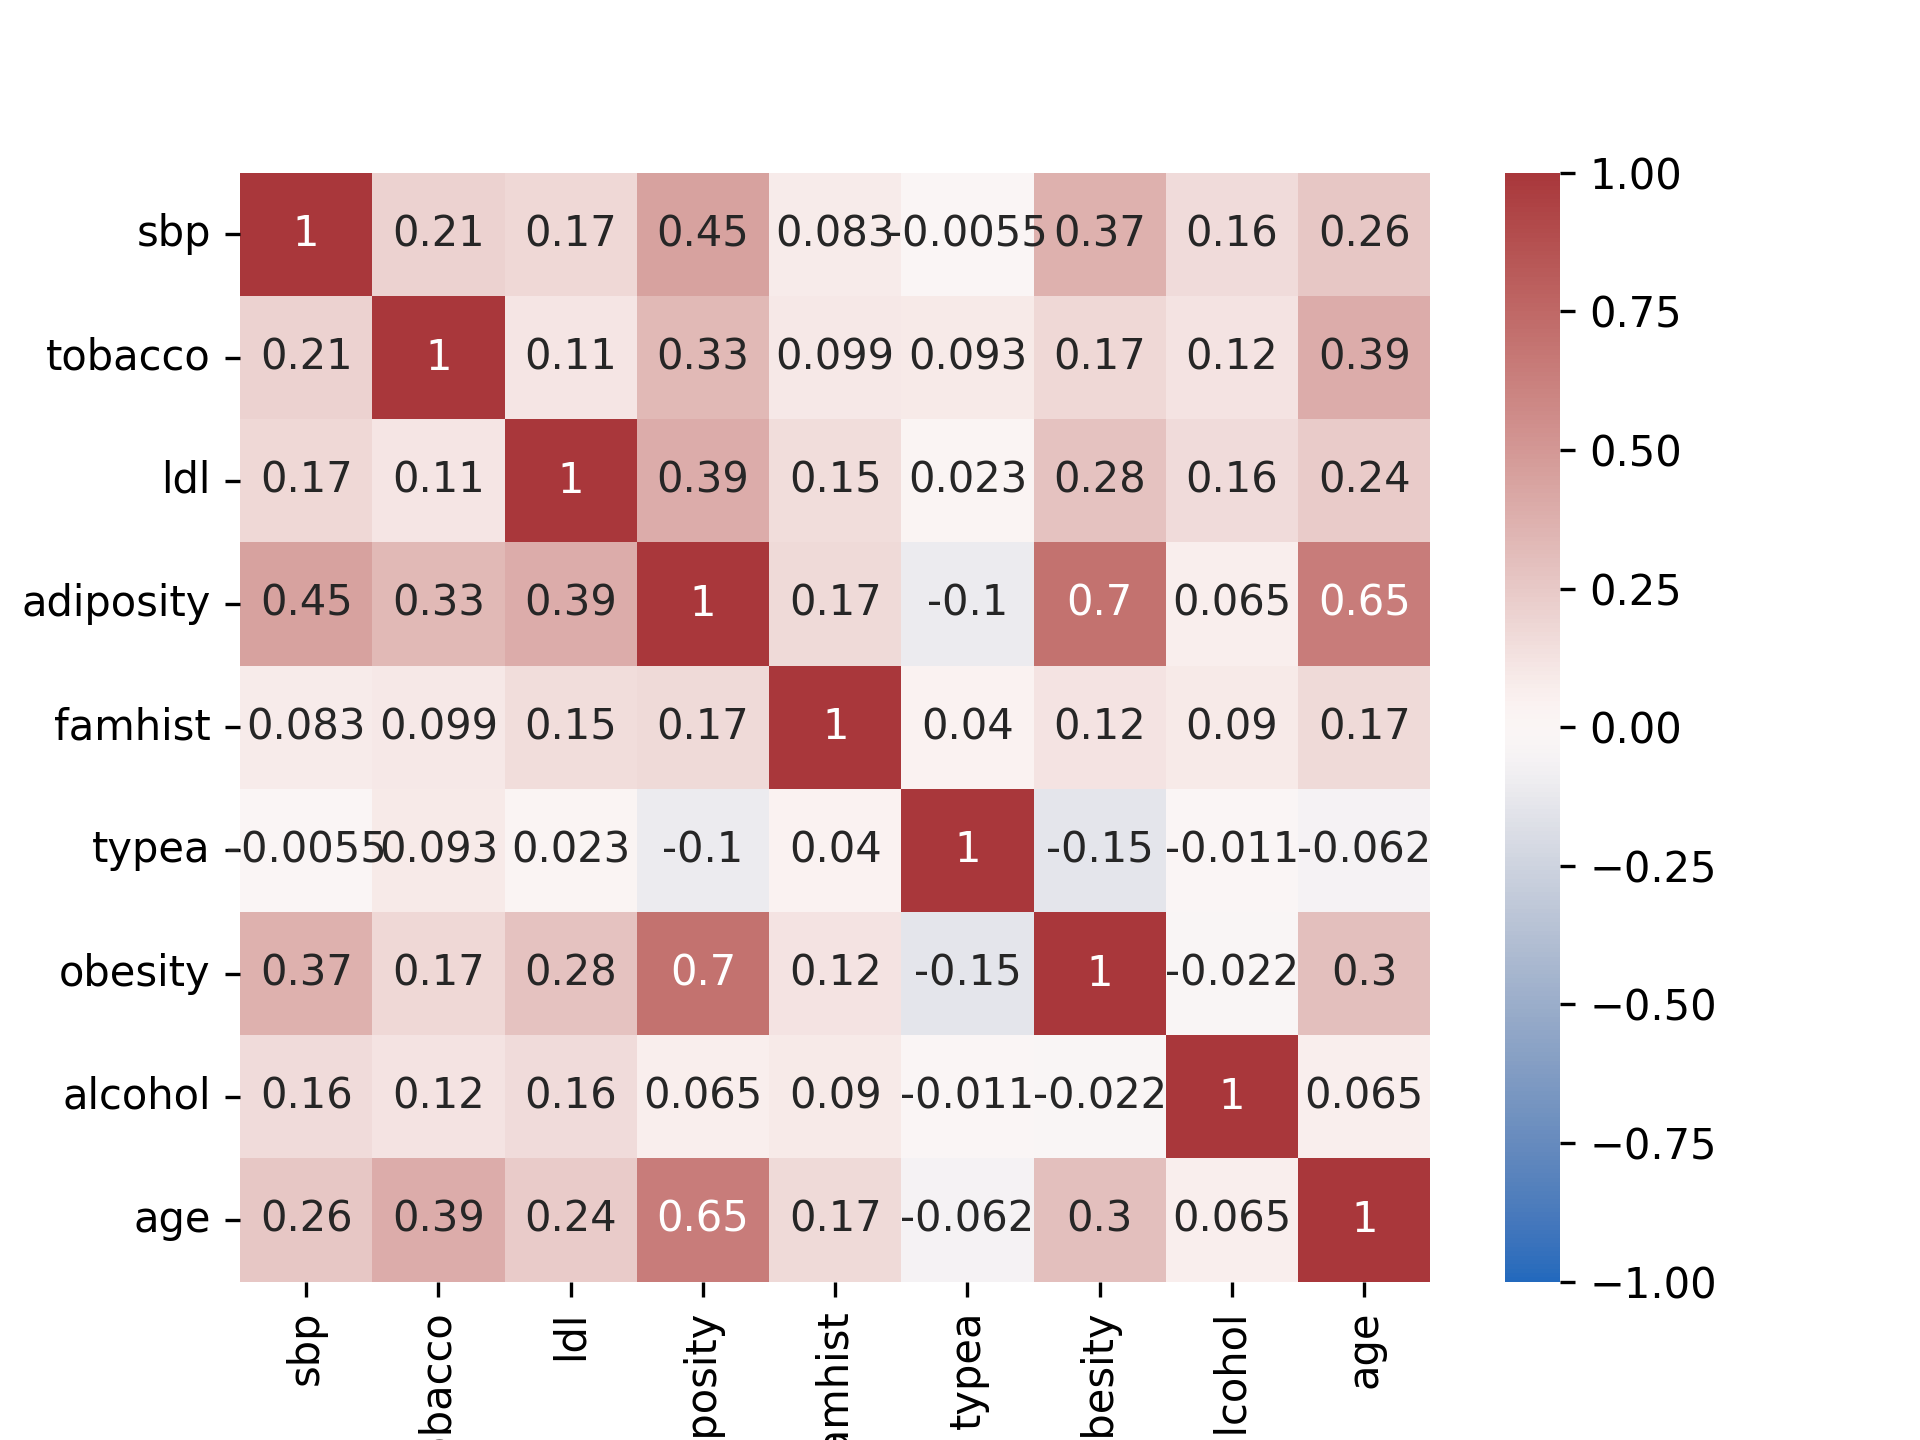 1.00
sbp 1 0.21 0.17 0.45 0.083 -0.0055 0.37 0.16 0.26
0.75
tobacco 0.21 1 0.11 0.33 0.099 0.093 0.17 0.12 0.39
0.50
ldl 0.17 0.11 1 0.39 0.15 0.023 0.28 0.16 0.24
0.25
adiposity 0.45 0.33 0.39 1 0.17 -0.1 0.7 0.065 0.65
0.00
famhist 0.083 0.099 0.15 0.17 1 0.04 0.12 0.09 0.17
typea -0.0055 0.093 0.023 -0.1 0.04 1 -0.15 -0.011 -0.062
−0.25
obesity 0.37 0.17 0.28 0.7 0.12 -0.15 1 -0.022 0.3
−0.50
alcohol 0.16 0.12 0.16 0.065 0.09 -0.011 -0.022 1 0.065
−0.75
age 0.26 0.39 0.24 0.65 0.17 -0.062 0.3 0.065 1
−1.00
sbp
bacco
ldl
posity
amhist
typea
besity
lcohol
age